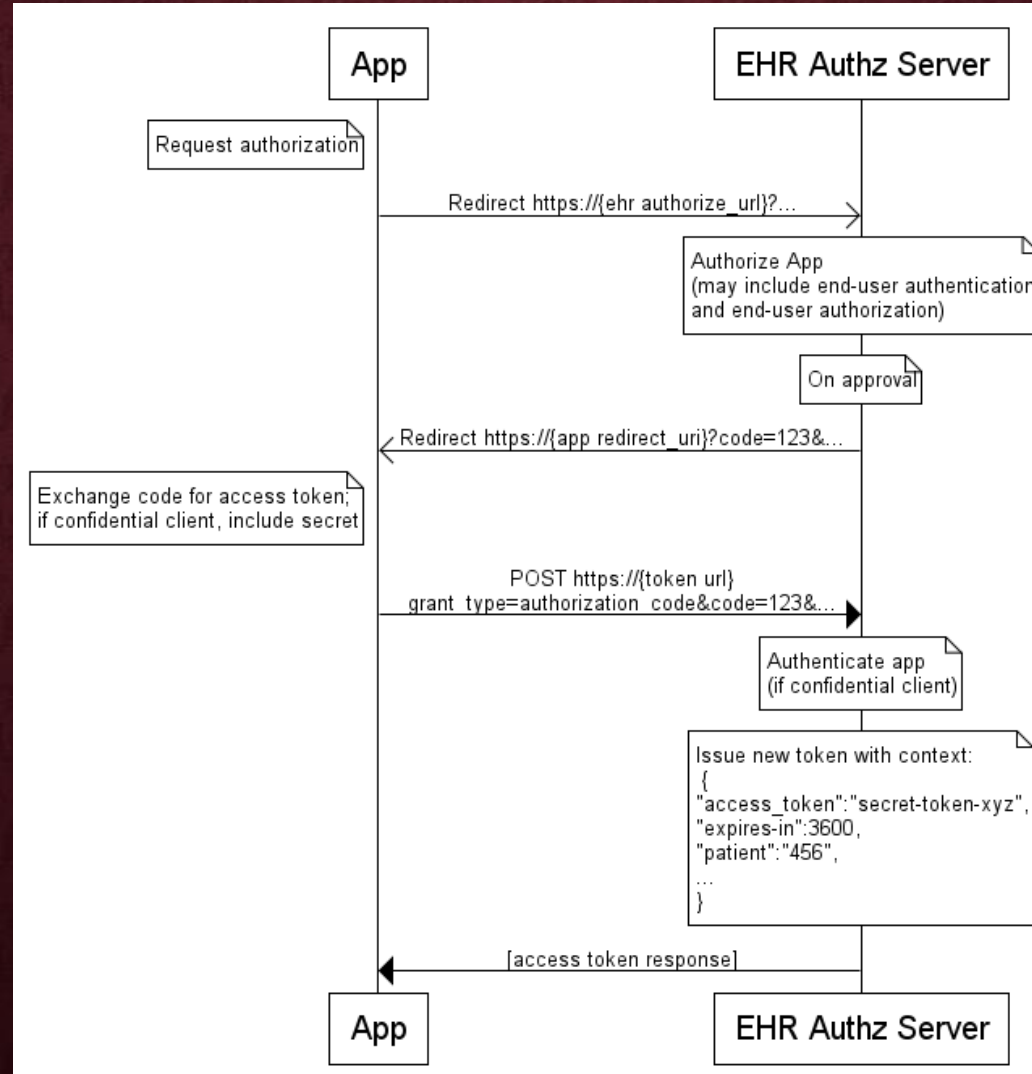 App
EHR Authz Server
Request authorization
Redirect https://{ehr authorize_url}?...
Authorize App
(may include end-user authentication
and end-user authorization)
On approval
Redirect https://{app redirect_uri}?code=123&...
Exchange code for access token;
if confidential client, include secret
POST https://{token url}
grant_type=authorization_code&code=123&...
Authenticate app
(if confidential client)
Issue new token with context:
{
"access_token":"secret-token-xyz",
"expires-in":3600,
"patient":"456",
...
}
[access token response]
App
EHR Authz Server